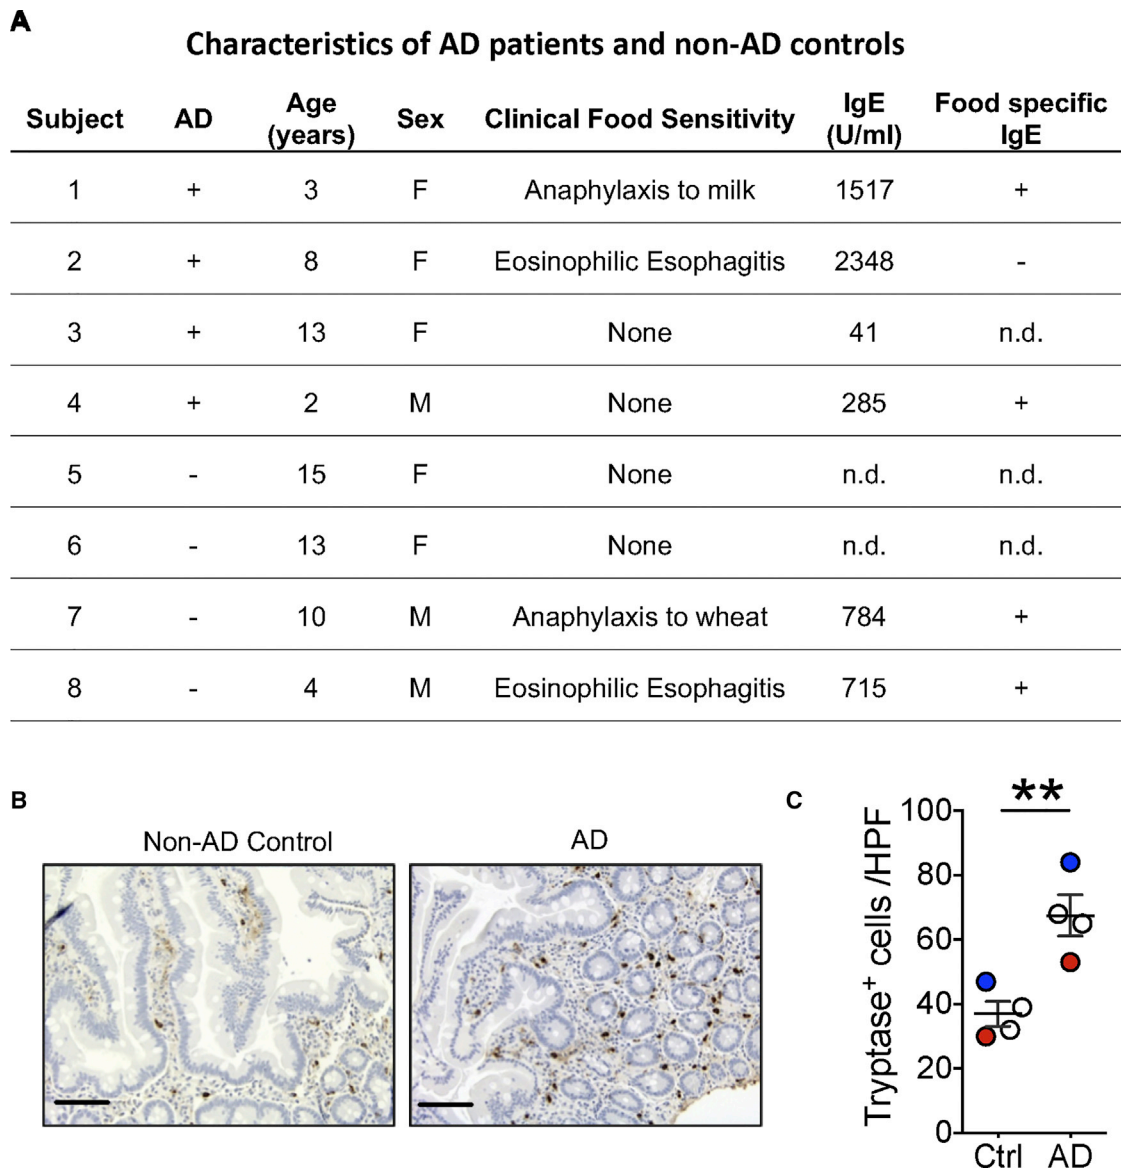 A
Characteristics of AD patients and non-AD controls
Subject AD Age (years) Sex Clinical Food Sensitivity IgE (U/ml) Food specific IgE
1 + 3 F Anaphylaxis to milk 1517 +
2 + 8 F Eosinophilic Esophagitis 2348 -
3 + 13 F None 41 n.d.
4 + 2 M None 285 +
5 - 15 F None n.d. n.d.
6 - 13 F None n.d. n.d.
7 - 10 M Anaphylaxis to wheat 784 +
8 - 4 M Eosinophilic Esophagitis 715 +
B
Non-AD Control
AD
C
**
Tryptase+ cells /HPF
100
80
60
40
20
0
Ctrl AD